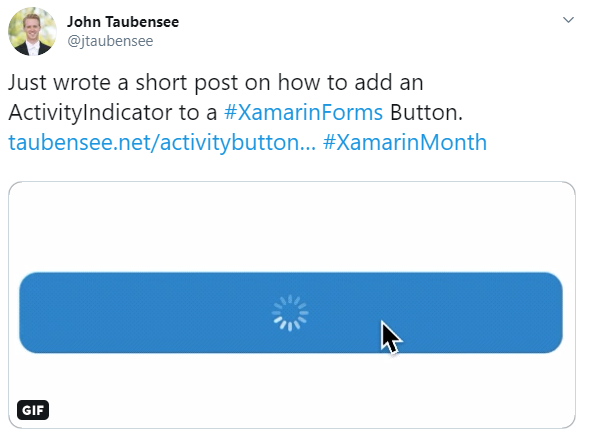 John Taubensee
@jtaubensee
Just wrote a short post on how to add an
ActivityIndicator to a #XamarinForms Button.
taubensee.net/activitybutton... #XamarinMonth
GIF